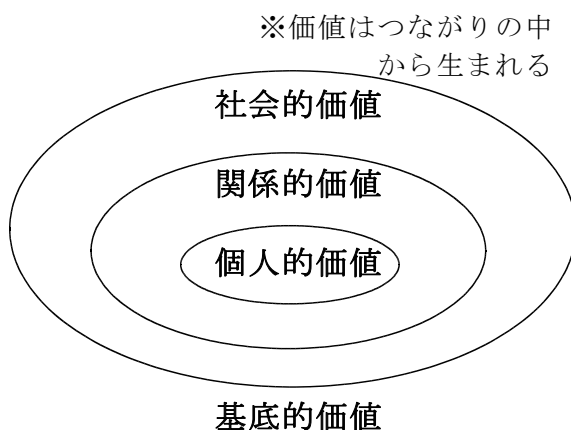 ※価値はつながりの中
から生まれる
社会的価値
関係的価値
個人的価値
基底的価値